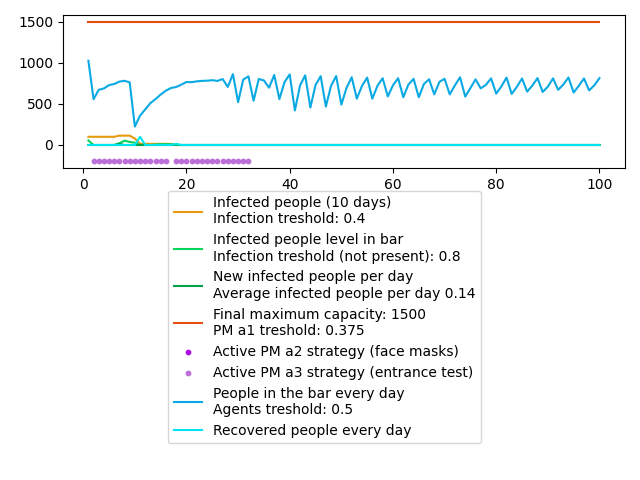 1500
1000
500
0
0 20 40 60 80 100
Infected people (10 days)
Infection treshold: 0.4
Infected people level in bar
Infection treshold (not present): 0.8
New infected people per day
Average infected people per day 0.14
Final maximum capacity: 1500
PM a1 treshold: 0.375
Active PM a2 strategy (face masks)
Active PM a3 strategy (entrance test)
People in the bar every day
Agents treshold: 0.5
Recovered people every day